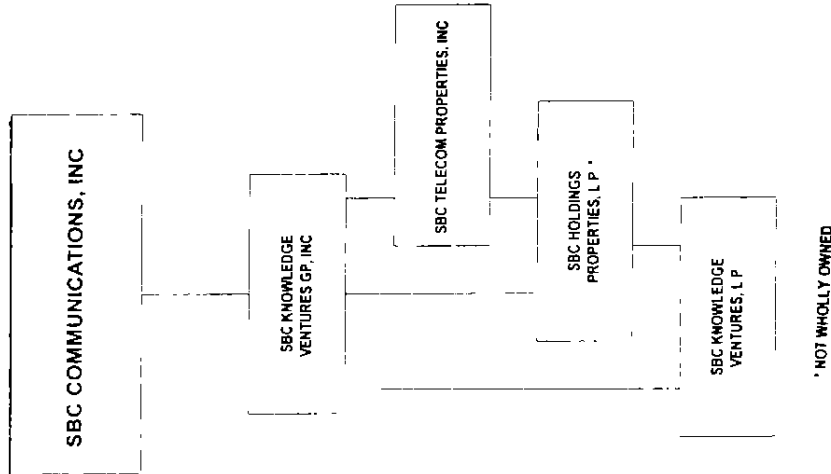 SBC COMMUNICATIONS, INC
SBC KNOWLEDGE
VENTURES GP, INC
SBC TELECOM PROPERTIES, INC
SBC HOLDINGS
PROPERTIES, L P *
SBC KNOWLEDGE
VENTURES, L P
* NOT WHOLLY OWNED